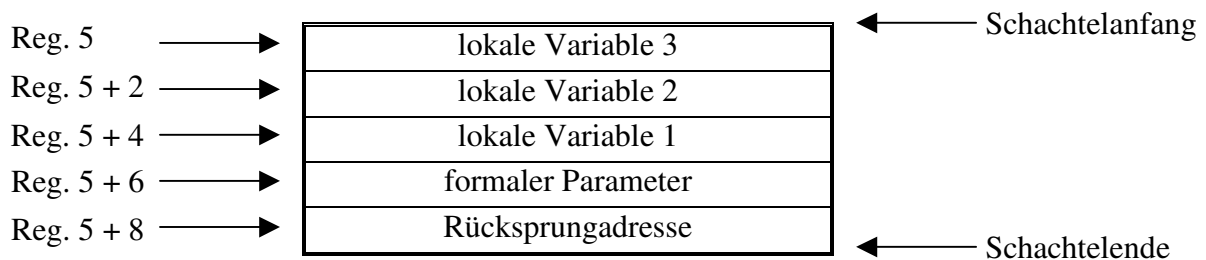 Schachtelanfang
Reg. 5 lokale Variable 3
Reg. 5 + 2 lokale Variable 2
Reg. 5 + 4 lokale Variable 1
Reg. 5 + 6 formaler Parameter
Reg. 5 + 8 Rücksprungadresse
Schachtelende